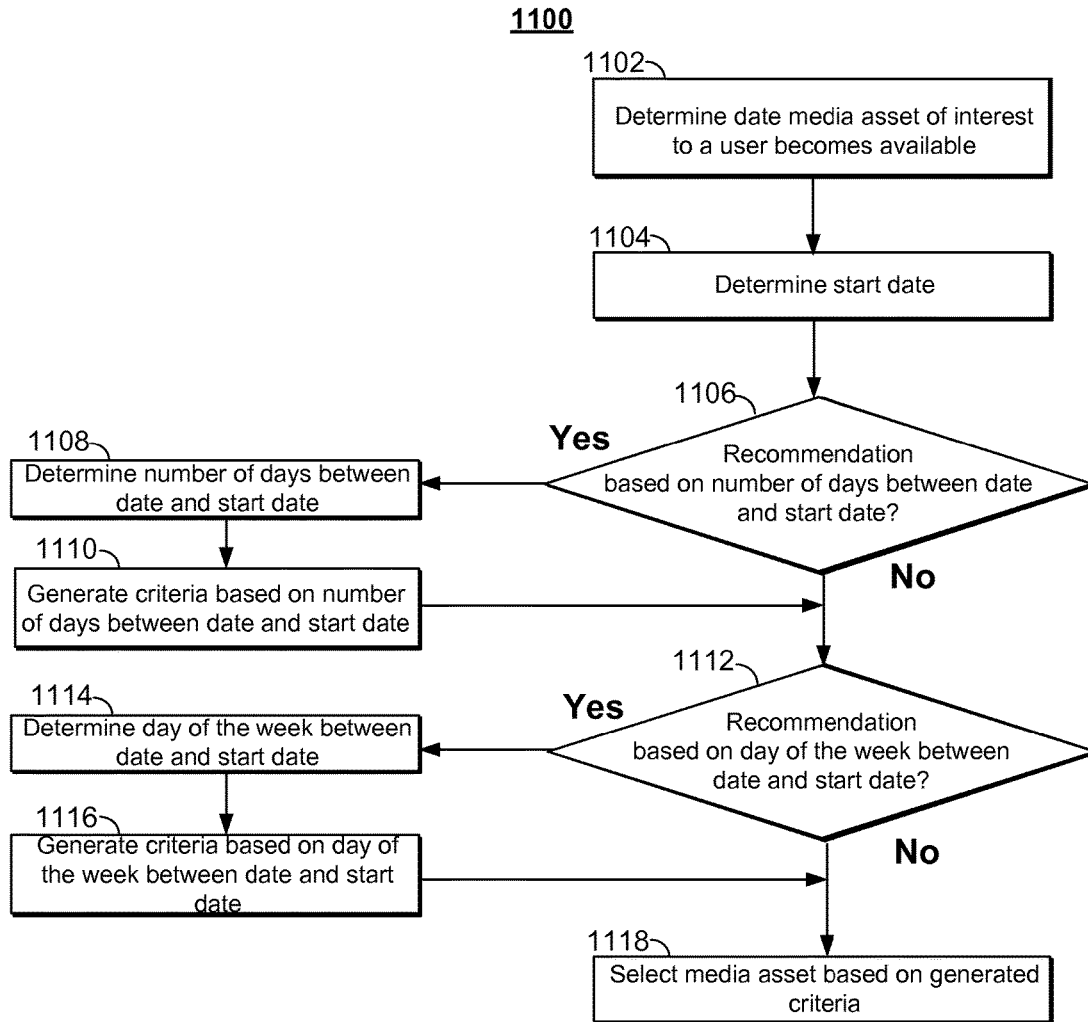 1100
1102
Determine date media asset of interest
to a user becomes available
1104
Determine start date
1106
Yes
Recommendation
based on number of days between date
and start date?
No
1108
Determine number of days between
date and start date
1110
Generate criteria based on number
of days between date and start date
1112
Yes
Recommendation
based on day of the week between
date and start date?
No
1114
Determine day of the week between
date and start date
1116
Generate criteria based on day of
the week between date and start
date
1118
Select media asset based on generated
criteria